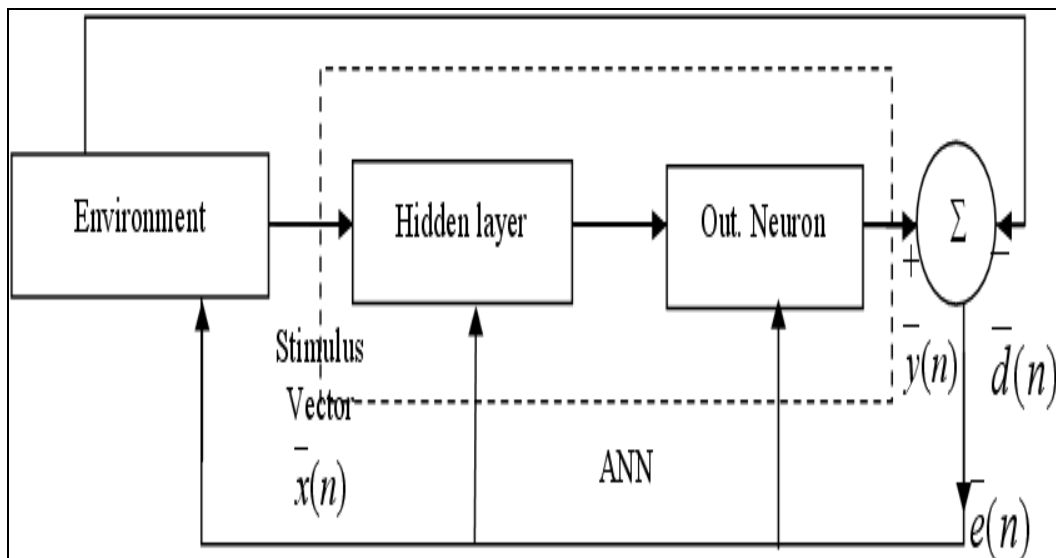 Environment
Hidden layer
Out. Neuron
Σ
+
−
Stimulus
Vector
x̄(n)
ȳ(n)
d̄(n)
ANN
ē(n)